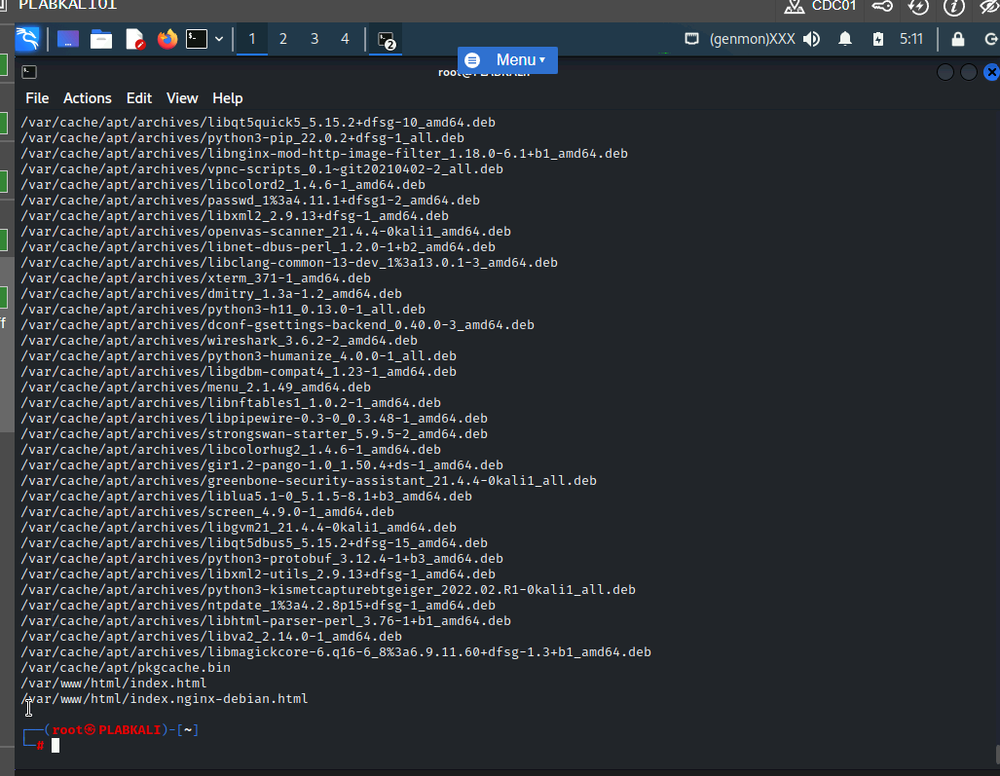 PLABKALI01
CDC01
1 2 3 4
2
(genmon)XXX
5:11
Menu
File Actions Edit View Help
/var/cache/apt/archives/libqt5quick5_5.15.2+dfsg-10_amd64.deb
/var/cache/apt/archives/python3-pip_22.0.2+dfsg-1_all.deb
/var/cache/apt/archives/libnginx-mod-http-image-filter_1.18.0-6.1+b1_amd64.deb
/var/cache/apt/archives/vpnc-scripts_0.1~git20210402-2_all.deb
/var/cache/apt/archives/libcolord2_1.4.6-1_amd64.deb
/var/cache/apt/archives/passwd_1%3a4.11.1+dfsg1-2_amd64.deb
/var/cache/apt/archives/libxml2_2.9.13+dfsg-1_amd64.deb
/var/cache/apt/archives/openvas-scanner_21.4.4-0kali1_amd64.deb
/var/cache/apt/archives/libnet-dbus-perl_1.2.0-1+b2_amd64.deb
/var/cache/apt/archives/libclang-common-13-dev_1%3a13.0.1-3_amd64.deb
/var/cache/apt/archives/xterm_371-1_amd64.deb
/var/cache/apt/archives/dmitry_1.3a-1.2_amd64.deb
/var/cache/apt/archives/python3-h11_0.13.0-1_all.deb
/var/cache/apt/archives/dconf-gsettings-backend_0.40.0-3_amd64.deb
/var/cache/apt/archives/wireshark_3.6.2-2_amd64.deb
/var/cache/apt/archives/python3-humanize_4.0.0-1_all.deb
/var/cache/apt/archives/libgdbm-compat4_1.23-1_amd64.deb
/var/cache/apt/archives/menu_2.1.49_amd64.deb
/var/cache/apt/archives/libnftables1_1.0.2-1_amd64.deb
/var/cache/apt/archives/libpipewire-0.3-0_0.3.48-1_amd64.deb
/var/cache/apt/archives/strongswan-starter_5.9.5-2_amd64.deb
/var/cache/apt/archives/libcolorhug2_1.4.6-1_amd64.deb
/var/cache/apt/archives/gir1.2-pango-1.0_1.50.4+ds-1_amd64.deb
/var/cache/apt/archives/greenbone-security-assistant_21.4.4-0kali1_all.deb
/var/cache/apt/archives/liblua5.1-0_5.1.5-8.1+b3_amd64.deb
/var/cache/apt/archives/screen_4.9.0-1_amd64.deb
/var/cache/apt/archives/libgvm21_21.4.4-0kali1_amd64.deb
/var/cache/apt/archives/libqt5dbus5_5.15.2+dfsg-15_amd64.deb
/var/cache/apt/archives/python3-protobuf_3.12.4-1+b3_amd64.deb
/var/cache/apt/archives/libxml2-utils_2.9.13+dfsg-1_amd64.deb
/var/cache/apt/archives/python3-kismetcapturebtgeiger_2022.02.R1-0kali1_all.deb
/var/cache/apt/archives/ntpdate_1%3a4.2.8p15+dfsg-1_amd64.deb
/var/cache/apt/archives/libhtml-parser-perl_3.76-1+b1_amd64.deb
/var/cache/apt/archives/libva2_2.14.0-1_amd64.deb
/var/cache/apt/archives/libmagickcore-6.q16-6_8%3a6.9.11.60+dfsg-1.3+b1_amd64.deb
/var/cache/apt/pkgcache.bin
/var/www/html/index.html
/var/www/html/index.nginx-debian.html
┌──(root㉿PLABKALI)-[~]
└─#